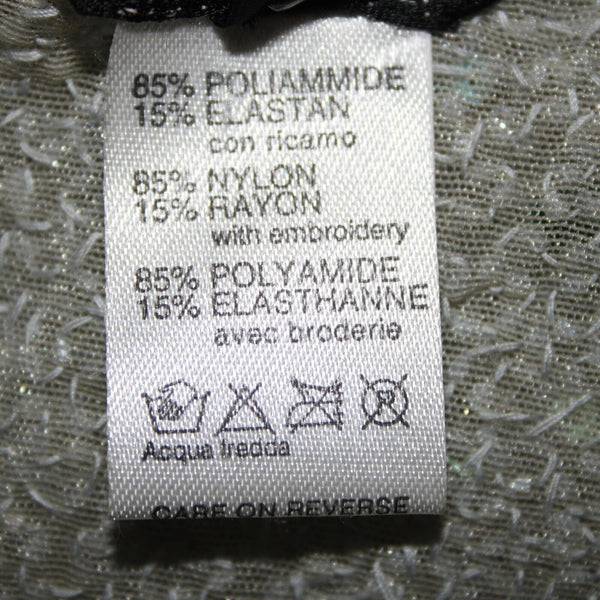 85% POLIAMMIDE
15% ELASTAN
con ricamo
85% NYLON
15% RAYON
with embroidery
85% POLYAMIDE
15% ELASTHANNE
avec broderie
Acqua fredda
CARE ON REVERSE